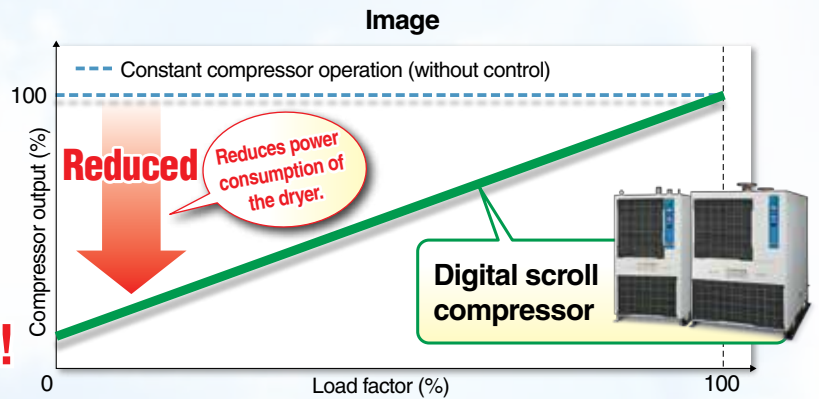 Image
Constant compressor operation (without control)
100
Compressor output (%)
Reduced
Reduces power
consumption of
the dryer.
Digital scroll
compressor
!
0
Load factor (%)
100